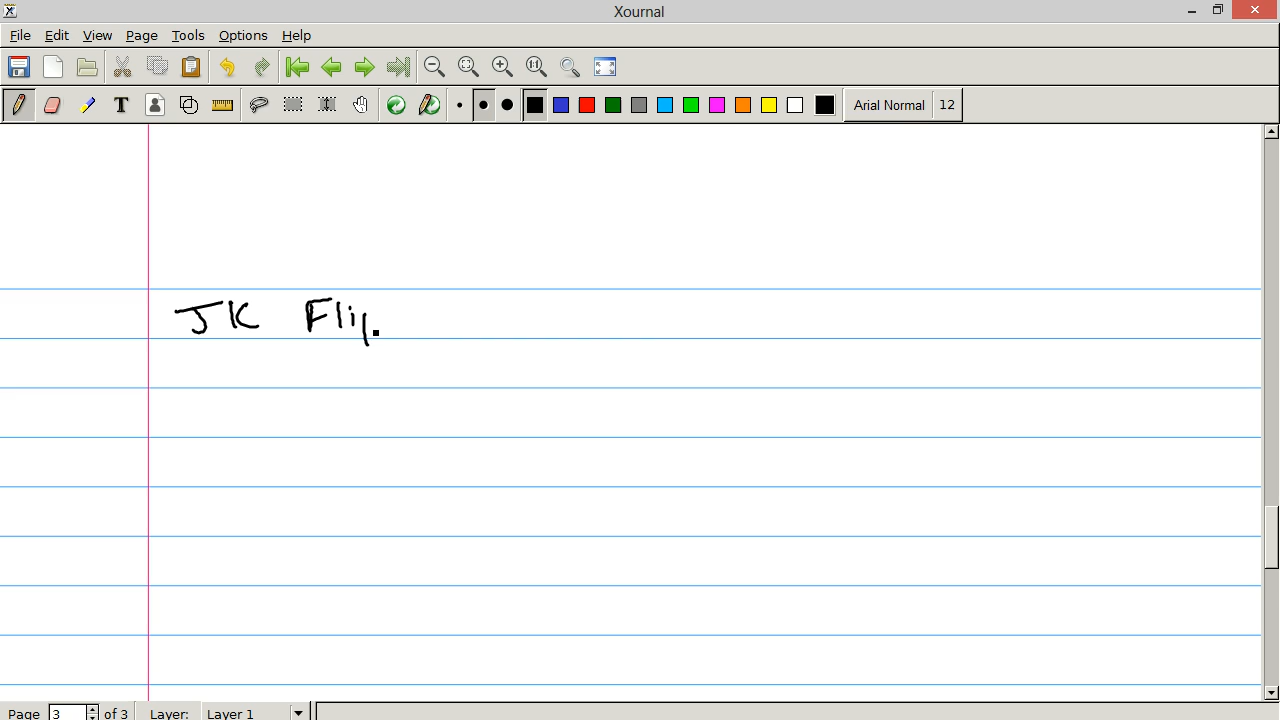 Xournal
File Edit View Page Tools Options Help
T Arial Normal 12
JK Flip
Page 3 of 3 Layer: Layer 1